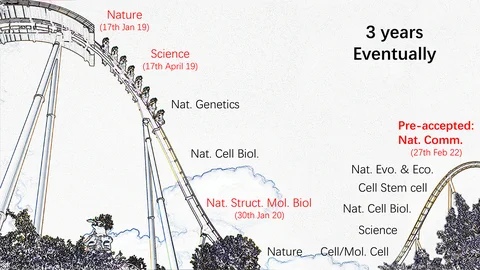 3 years
Eventually
Nature
(17th Jan 19)
Science
(17th April 19)
Nat. Genetics
Nat. Cell Biol.
Nat. Struct. Mol. Biol
(30th Jan 20)
Nature
Cell/Mol. Cell
Science
Nat. Cell Biol.
Cell Stem cell
Nat. Evo. & Eco.
Pre-accepted:
Nat. Comm.
(27th Feb 22)